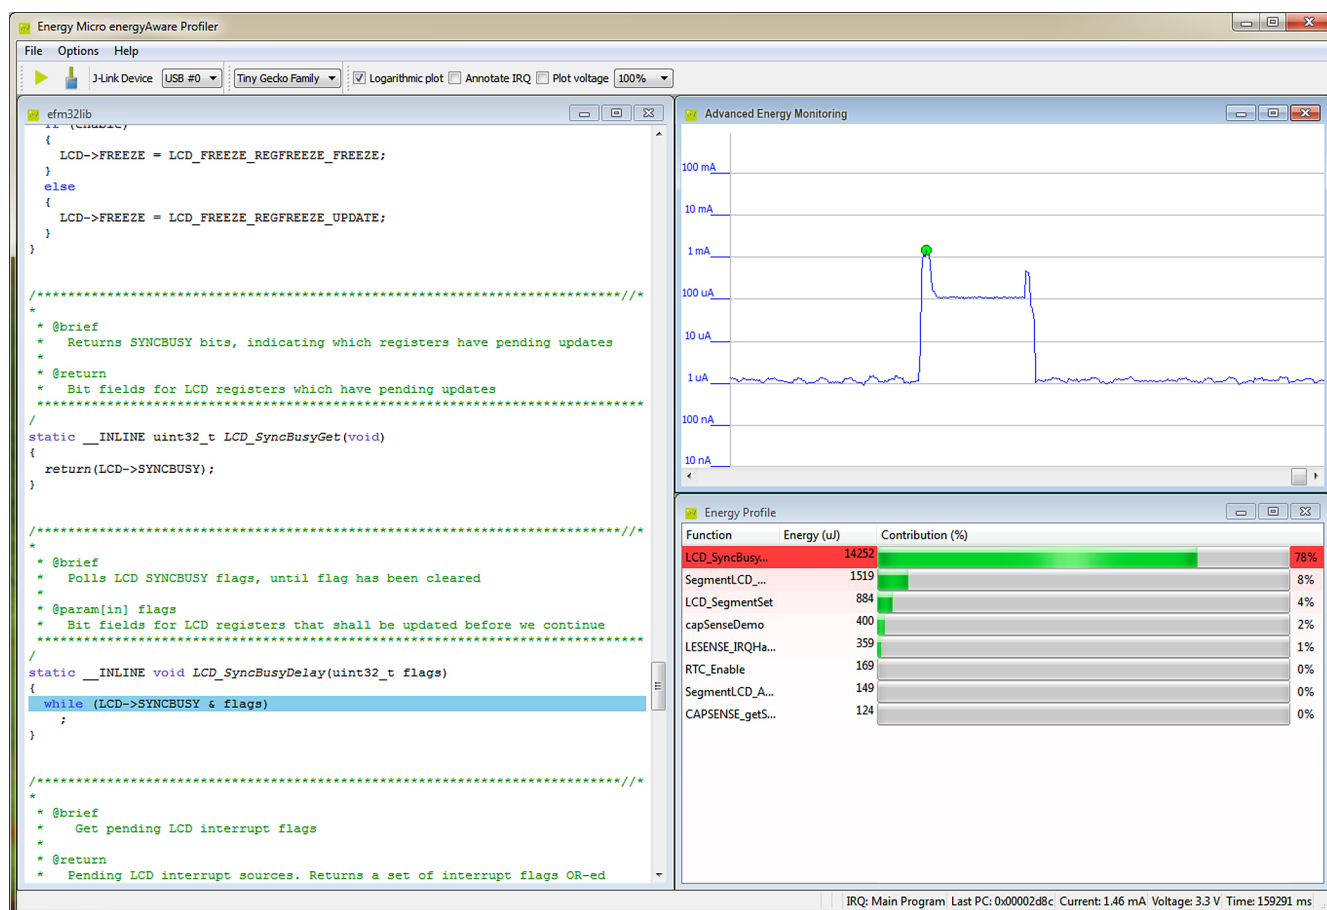 Energy Micro energyAware Profiler
File Options Help
J-Link Device USB #0 Tiny Gecko Family Logarithmic plot Annotate IRQ Plot voltage 100%
efm32lib
if (enable)
{
LCD->FREEZE = LCD_FREEZE_REGFREEZE_FREEZE;
}
else
{
LCD->FREEZE = LCD_FREEZE_REGFREEZE_UPDATE;
}
}
/***************************************************************************//*
*
* @brief
* Returns SYNCBUSY bits, indicating which registers have pending updates
*
* @return
* Bit fields for LCD registers which have pending updates
******************************************************************************
/
static __INLINE uint32_t LCD_SyncBusyGet(void)
{
return(LCD->SYNCBUSY);
}
/***************************************************************************//*
*
* @brief
* Polls LCD SYNCBUSY flags, until flag has been cleared
*
* @param[in] flags
* Bit fields for LCD registers that shall be updated before we continue
******************************************************************************
/
static __INLINE void LCD_SyncBusyDelay(uint32_t flags)
{
while (LCD->SYNCBUSY & flags)
;
}
/***************************************************************************//*
*
* @brief
* Get pending LCD interrupt flags
*
* @return
* Pending LCD interrupt sources. Returns a set of interrupt flags OR-ed
Advanced Energy Monitoring
100 mA
10 mA
1 mA
100 uA
10 uA
1 uA
100 nA
10 nA
Energy Profile
Function Energy (uJ) Contribution (%)
LCD_SyncBusy... 14252 78%
SegmentLCD_... 1519 8%
LCD_SegmentSet 884 4%
capSenseDemo 400 2%
LESENSE_IRQHa... 359 1%
RTC_Enable 169 0%
SegmentLCD_A... 149 0%
CAPSENSE_getS... 124 0%
IRQ: Main Program Last PC: 0x00002d8c Current: 1.46 mA Voltage: 3.3 V Time: 159291 ms